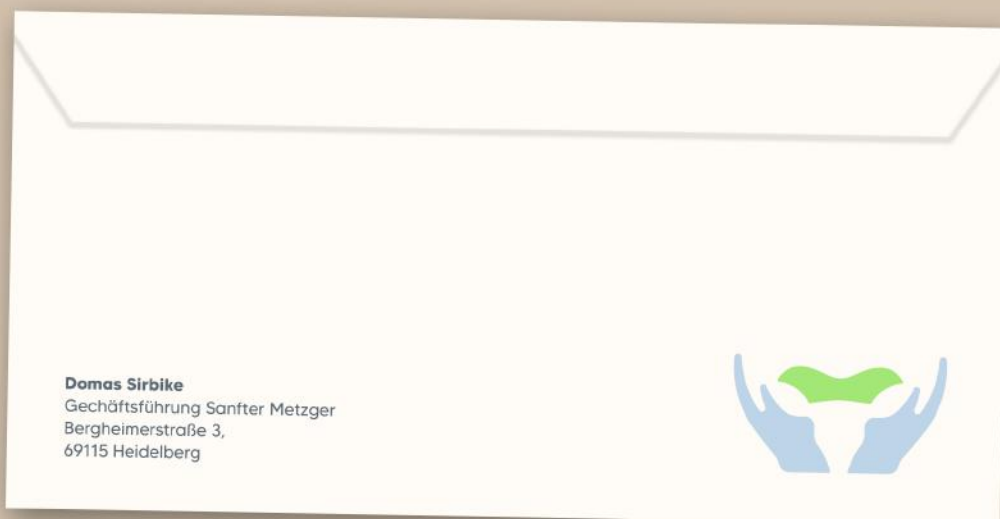 Domas Sirbike
Gechäftsführung Sanfter Metzger
Bergheimerstraße 3,
69115 Heidelberg